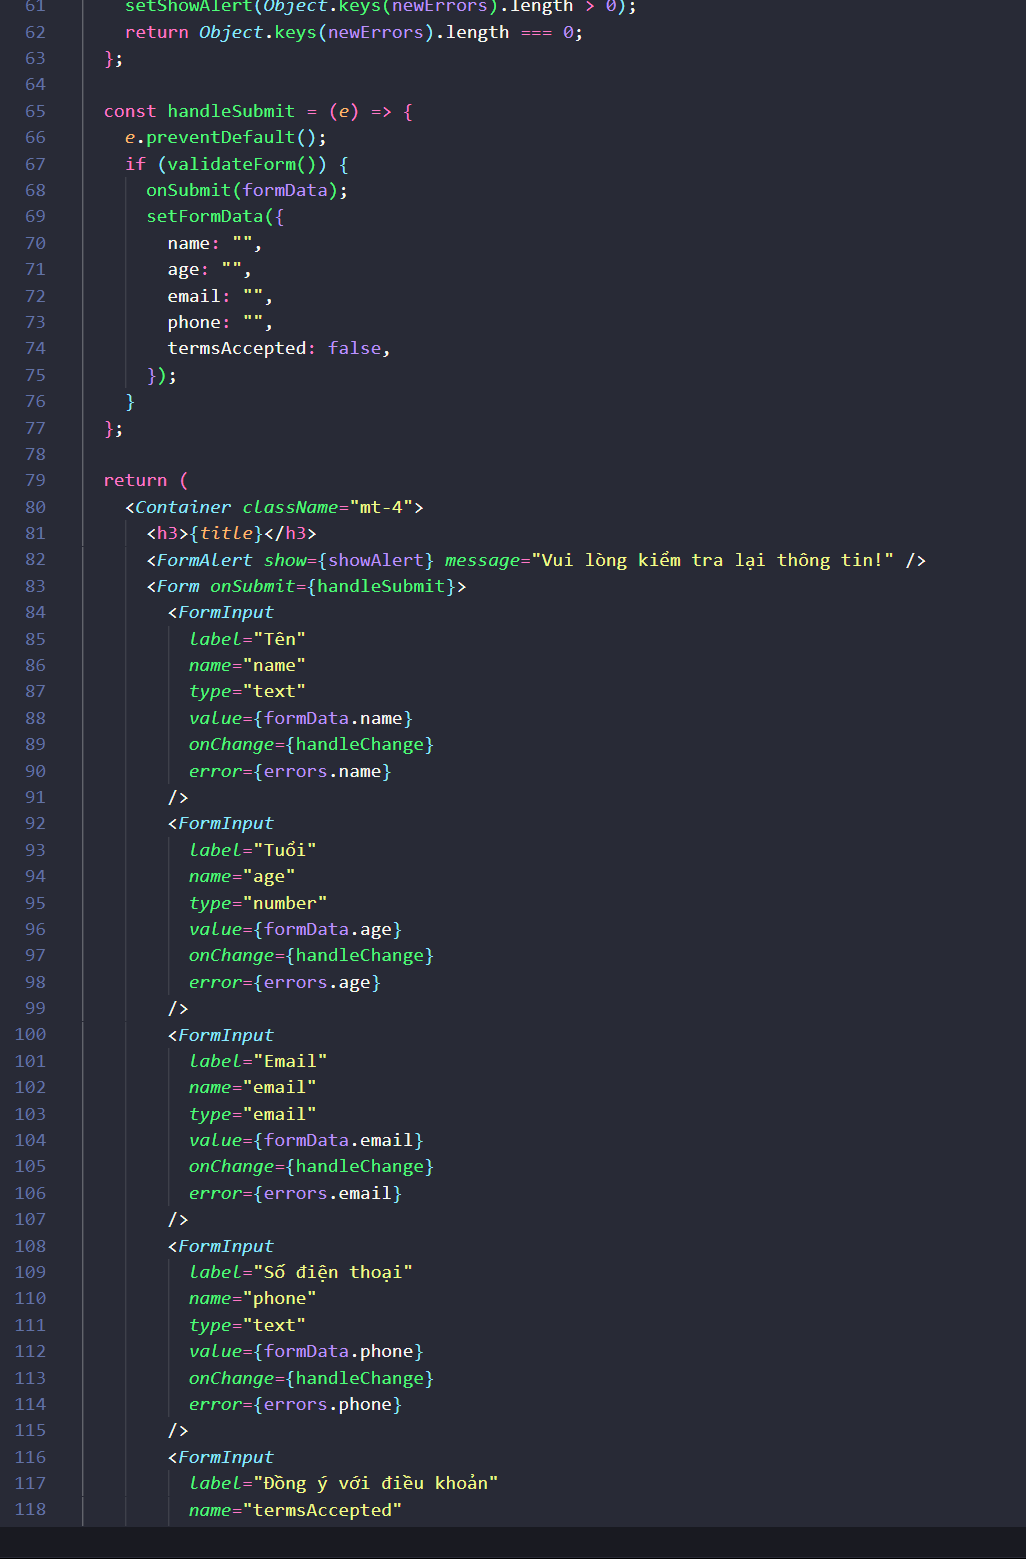 61 setShowAlert(Object.keys(newErrors).length > 0);
62 return Object.keys(newErrors).length === 0;
63 };
64
65 const handleSubmit = (e) => {
66 e.preventDefault();
67 if (validateForm()) {
68 onSubmit(formData);
69 setFormData({
70 name: "",
71 age: "",
72 email: "",
73 phone: "",
74 termsAccepted: false,
75 });
76 }
77 };
78
79 return (
80 <Container className="mt-4">
81 <h3>{title}</h3>
82 <FormAlert show={showAlert} message="Vui lòng kiểm tra lại thông tin!" />
83 <Form onSubmit={handleSubmit}>
84 <FormInput
85 label="Tên"
86 name="name"
87 type="text"
88 value={formData.name}
89 onChange={handleChange}
90 error={errors.name}
91 />
92 <FormInput
93 label="Tuổi"
94 name="age"
95 type="number"
96 value={formData.age}
97 onChange={handleChange}
98 error={errors.age}
99 />
100 <FormInput
101 label="Email"
102 name="email"
103 type="email"
104 value={formData.email}
105 onChange={handleChange}
106 error={errors.email}
107 />
108 <FormInput
109 label="Số điện thoại"
110 name="phone"
111 type="text"
112 value={formData.phone}
113 onChange={handleChange}
114 error={errors.phone}
115 />
116 <FormInput
117 label="Đồng ý với điều khoản"
118 name="termsAccepted"